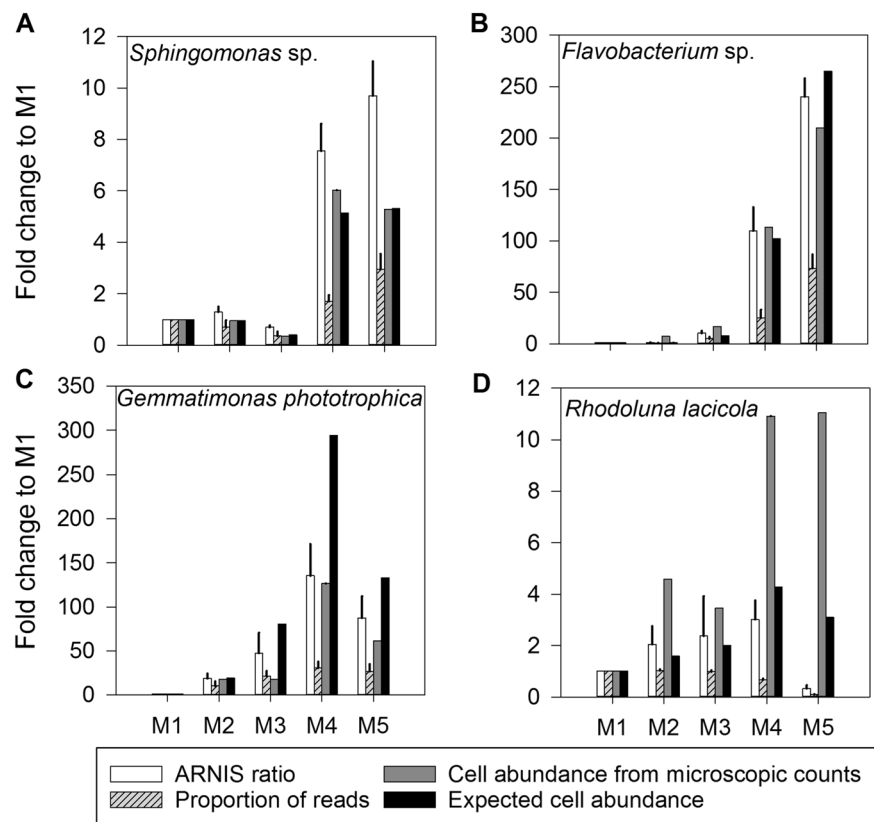 A
Sphingomonas sp.
12
10
8
6
4
2
0
Fold change to M1
B
Flavobacterium sp.
300
250
200
150
100
50
0
C
Gemmatimonas phototrophica
350
300
250
200
150
100
50
0
Fold change to M1
M1 M2 M3 M4 M5
D
Rhodoluna lacicola
12
10
8
6
4
2
0
M1 M2 M3 M4 M5
ARNIS ratio
Proportion of reads
Cell abundance from microscopic counts
Expected cell abundance